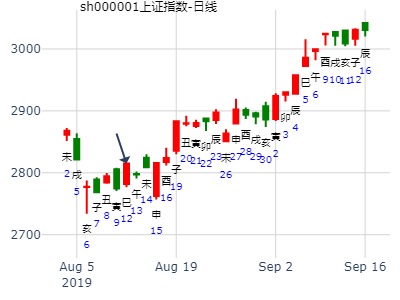 sh000001上证指数-日线
3000
2900
2800
2700
未
2
戌
5
亥
6
子
7
丑
8
寅
9
巳
12
午
13
未
14
申
15
酉
16
子
19
丑
20
寅
21
卯
22
辰
23
未
26
申
27
酉
28
戌
29
亥
30
寅
2
卯
3
辰
4
巳
5
午
6
酉
9
戌
10
亥
11
子
12
辰
16
Aug 5
2019
Aug 19
Sep 2
Sep 16